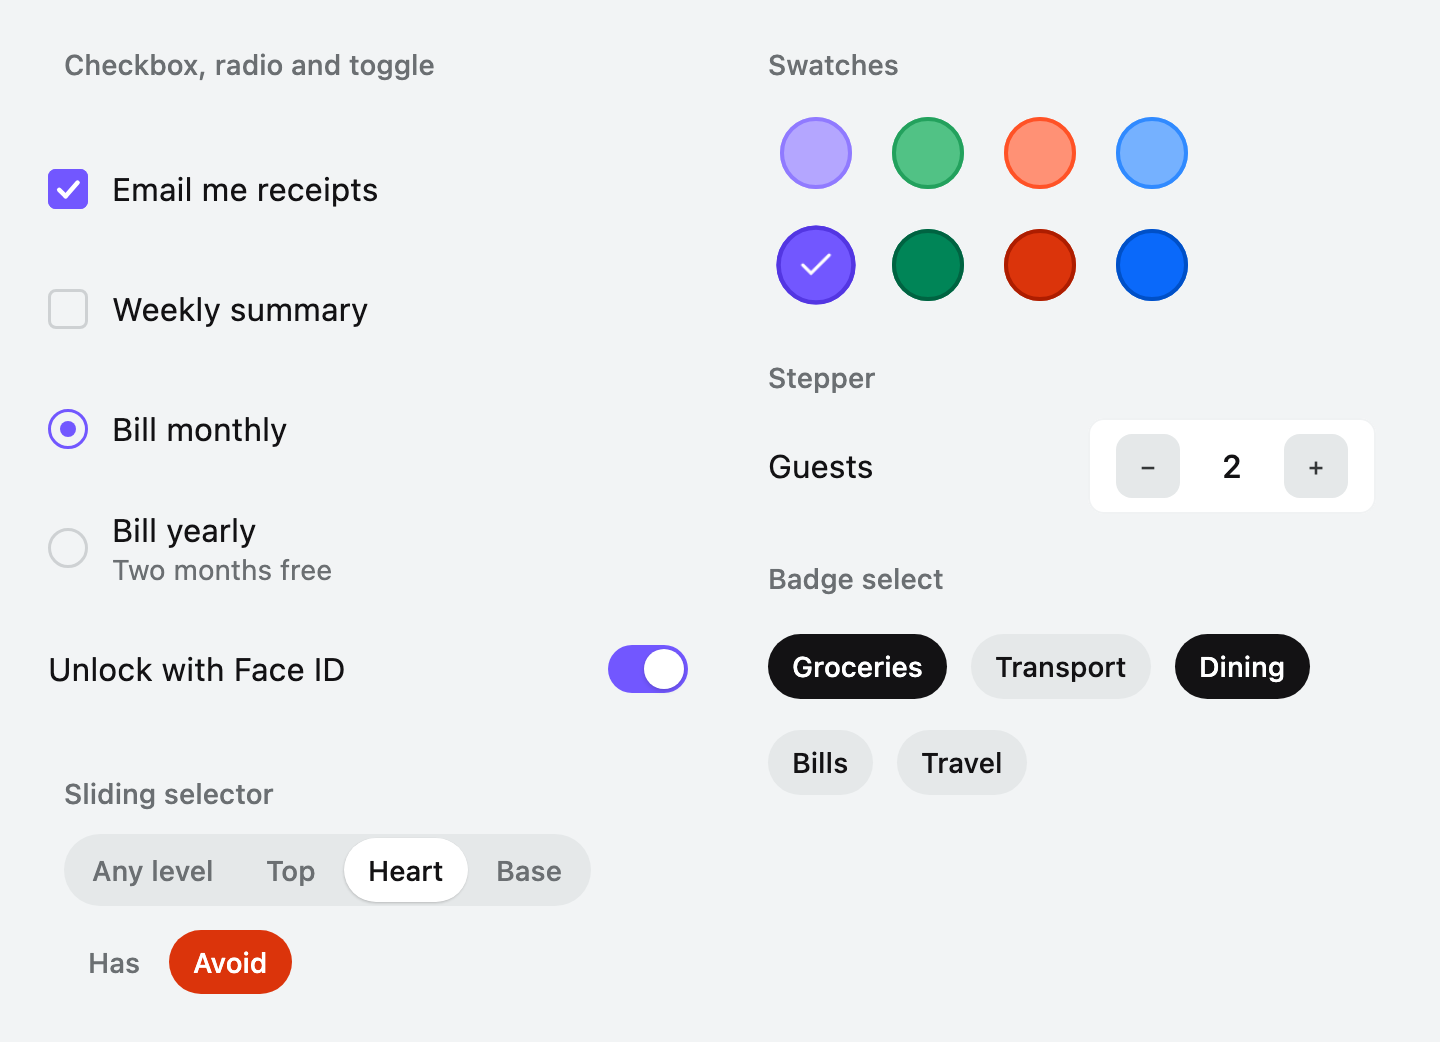 Checkbox, radio and toggle
Email me receipts
Weekly summary
Bill monthly
Bill yearly
Two months free
Unlock with Face ID
Sliding selector
Any level Top Heart Base
Has Avoid
Swatches
Stepper
Guests − 2 +
Badge select
Groceries Transport Dining
Bills Travel